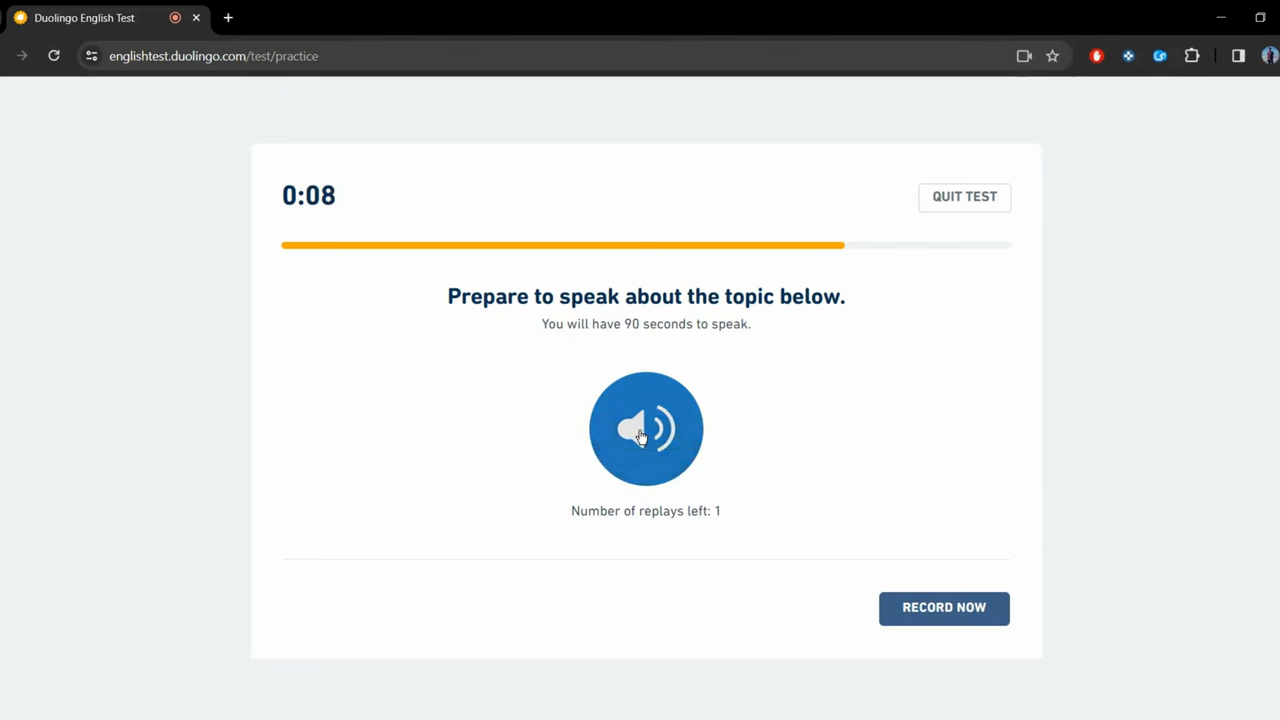 Duolingo English Test
englishtest.duolingo.com/test/practice
0:08
QUIT TEST
Prepare to speak about the topic below.
You will have 90 seconds to speak.
Number of replays left: 1
RECORD NOW